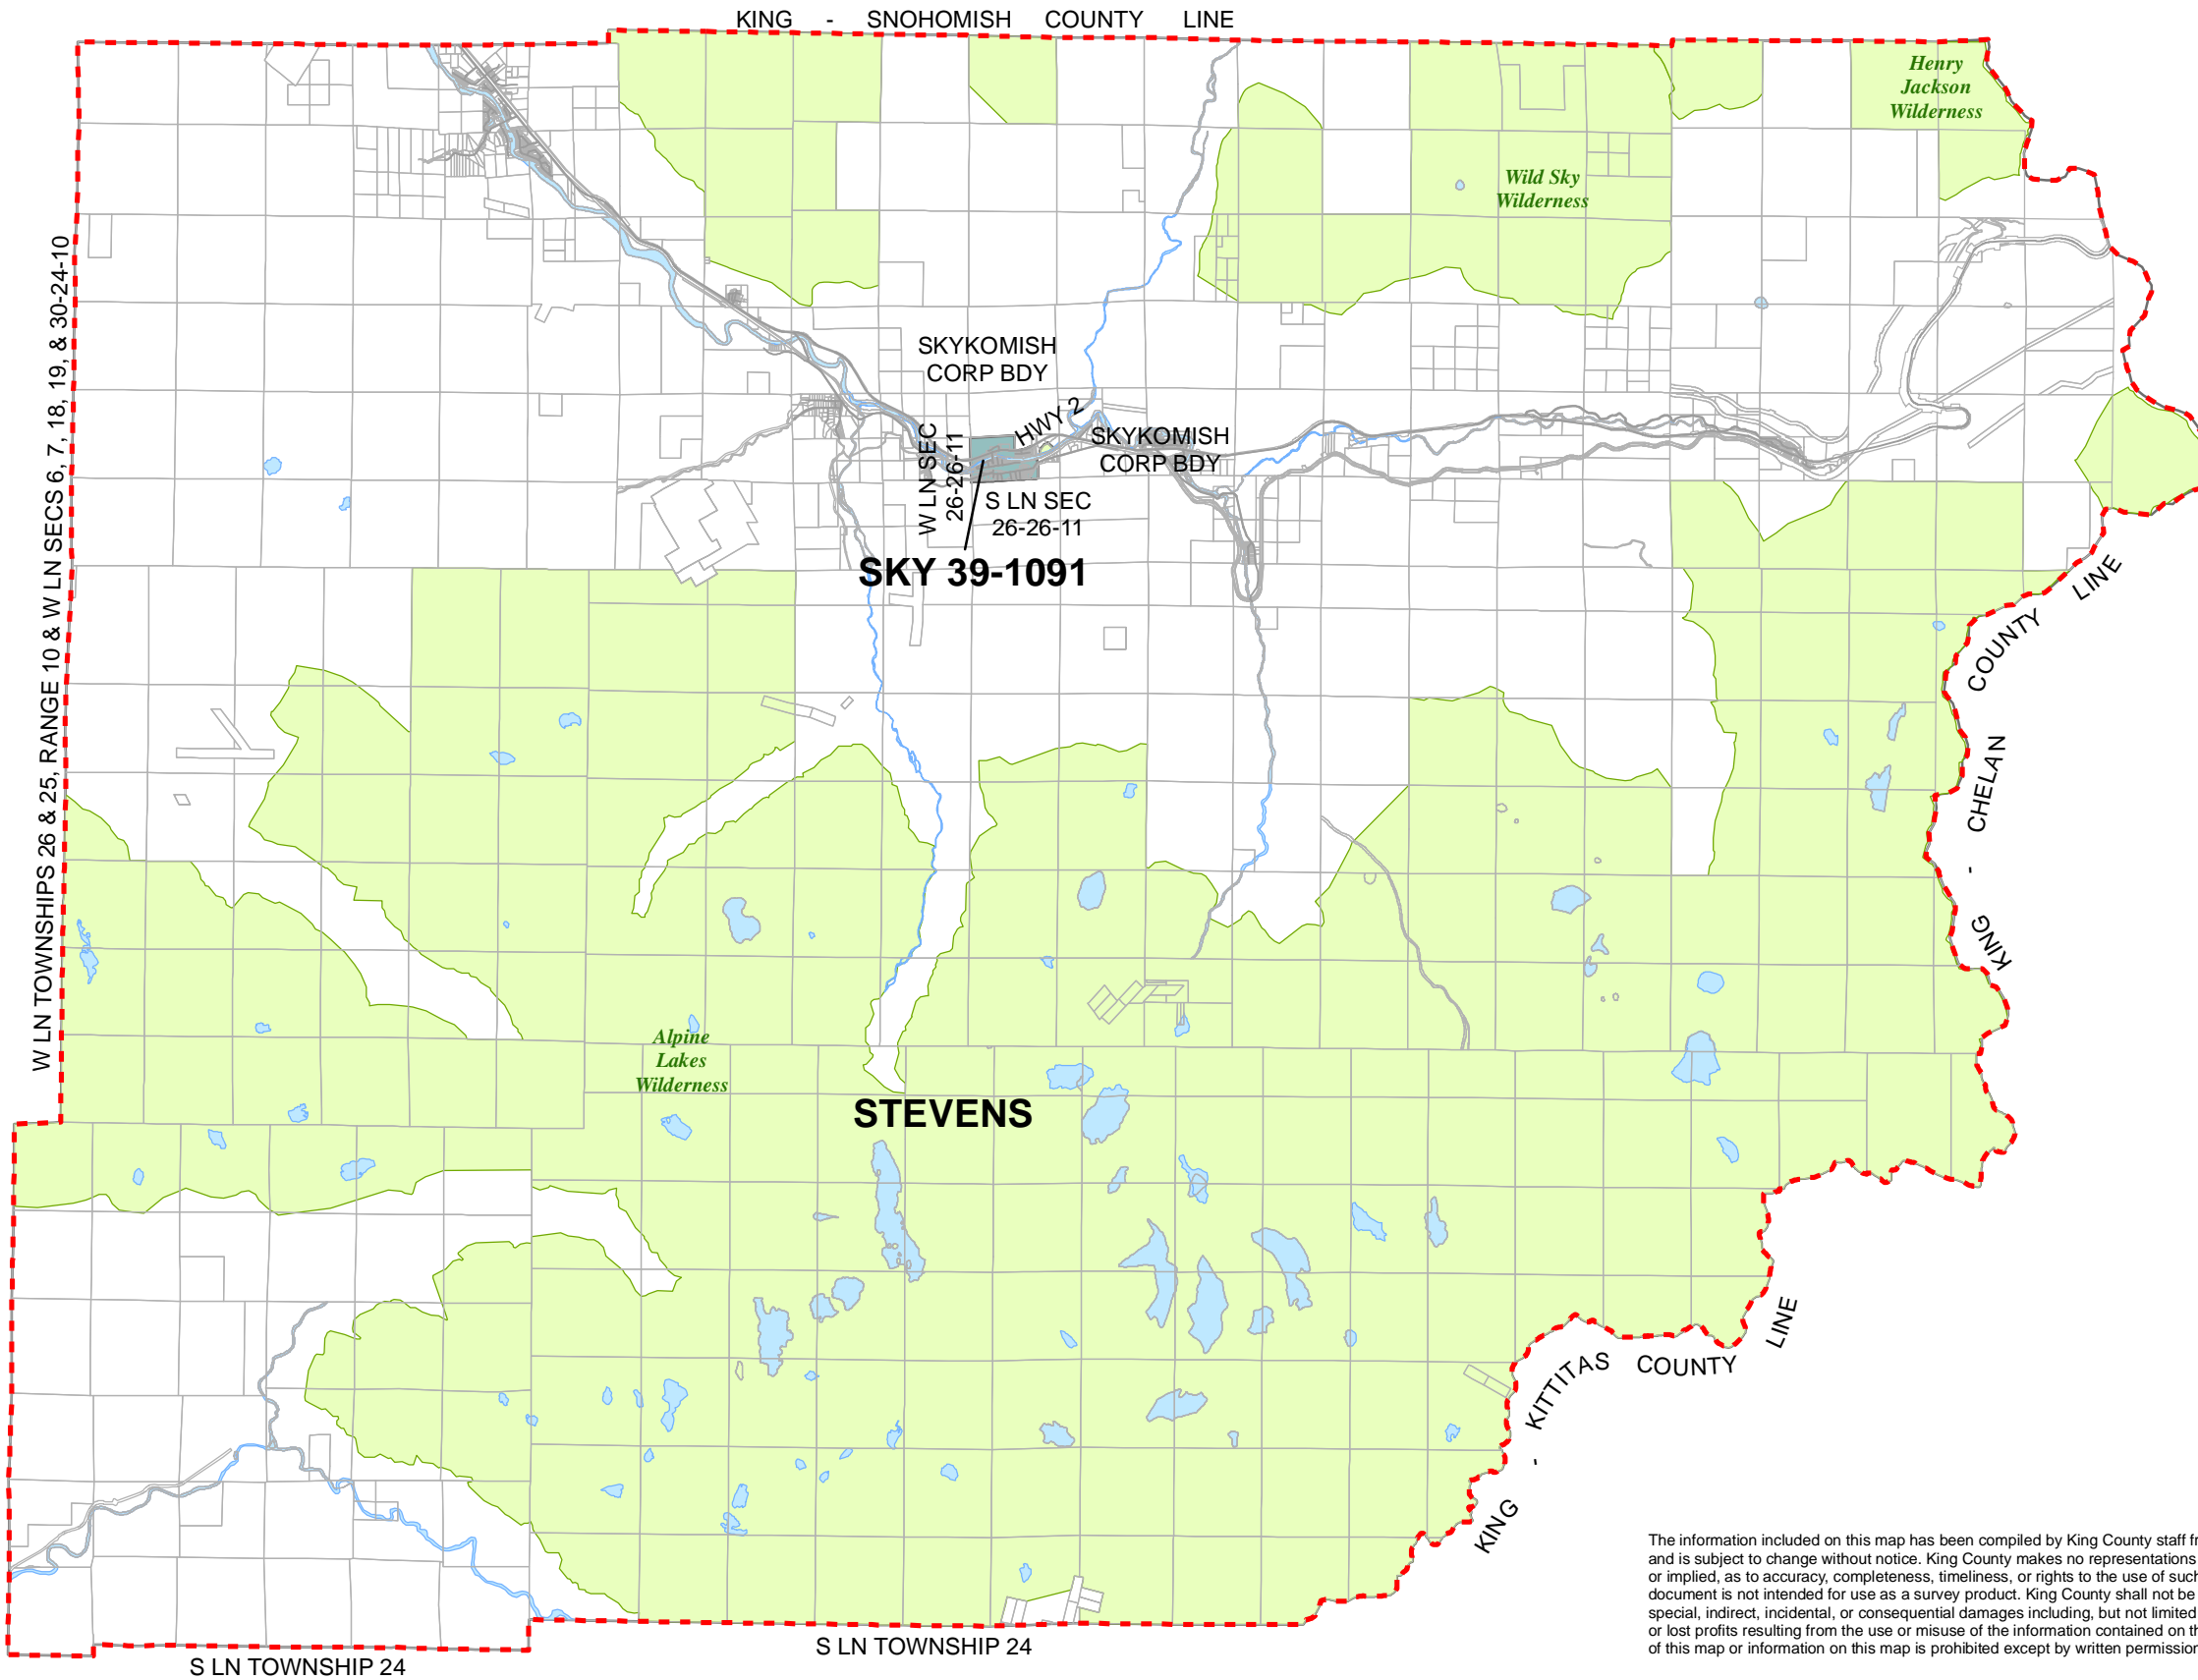 KING - SNOHOMISH COUNTY LINE
Henry
Jackson
Wilderness
Wild Sky
Wilderness
W LN TOWNSHIPS 26 & 25, RANGE 10 & W LN SECS 6, 7, 18, 19, & 30-24-10
SKYKOMISH
CORP BDY
HWY 2
SKYKOMISH
CORP BDY
W LN SEC
26-26-11
S LN SEC
26-26-11
SKY 39-1091
KING - CHELAN COUNTY LINE
Alpine
Lakes
Wilderness
STEVENS
KING - KITTITAS COUNTY LINE
The information included on this map has been compiled by King County staff
and is subject to change without notice. King County makes no representations
or implied, as to accuracy, completeness, timeliness, or rights to the use of such
document is not intended for use as a survey product. King County shall not be
special, indirect, incidental, or consequential damages including, but not limited
or lost profits resulting from the use or misuse of the information contained on
of this map or information on this map is prohibited except by written permission
S LN TOWNSHIP 24
S LN TOWNSHIP 24